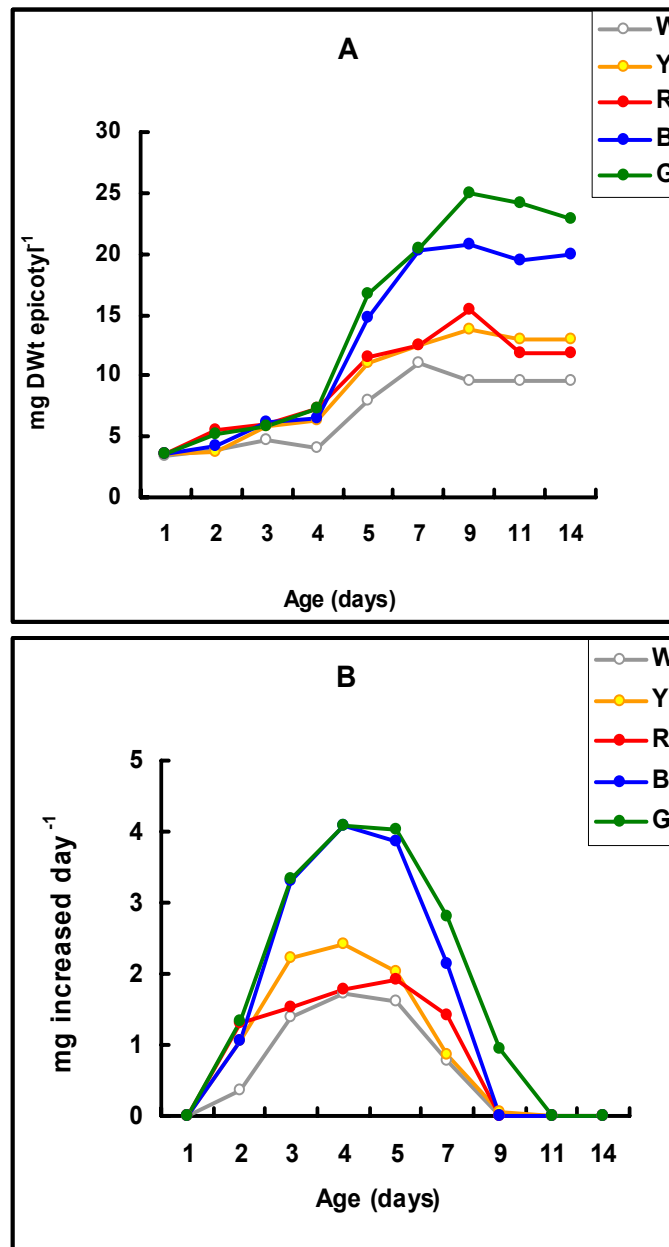 A
W
Y
R
B
G
30
25
20
15
10
5
0
mg DWt epicotyl⁻¹
1 2 3 4 5 7 9 11 14
Age (days)
B
W
Y
R
B
G
5
4
3
2
1
0
mg increased day⁻¹
1 2 3 4 5 7 9 11 14
Age (days)